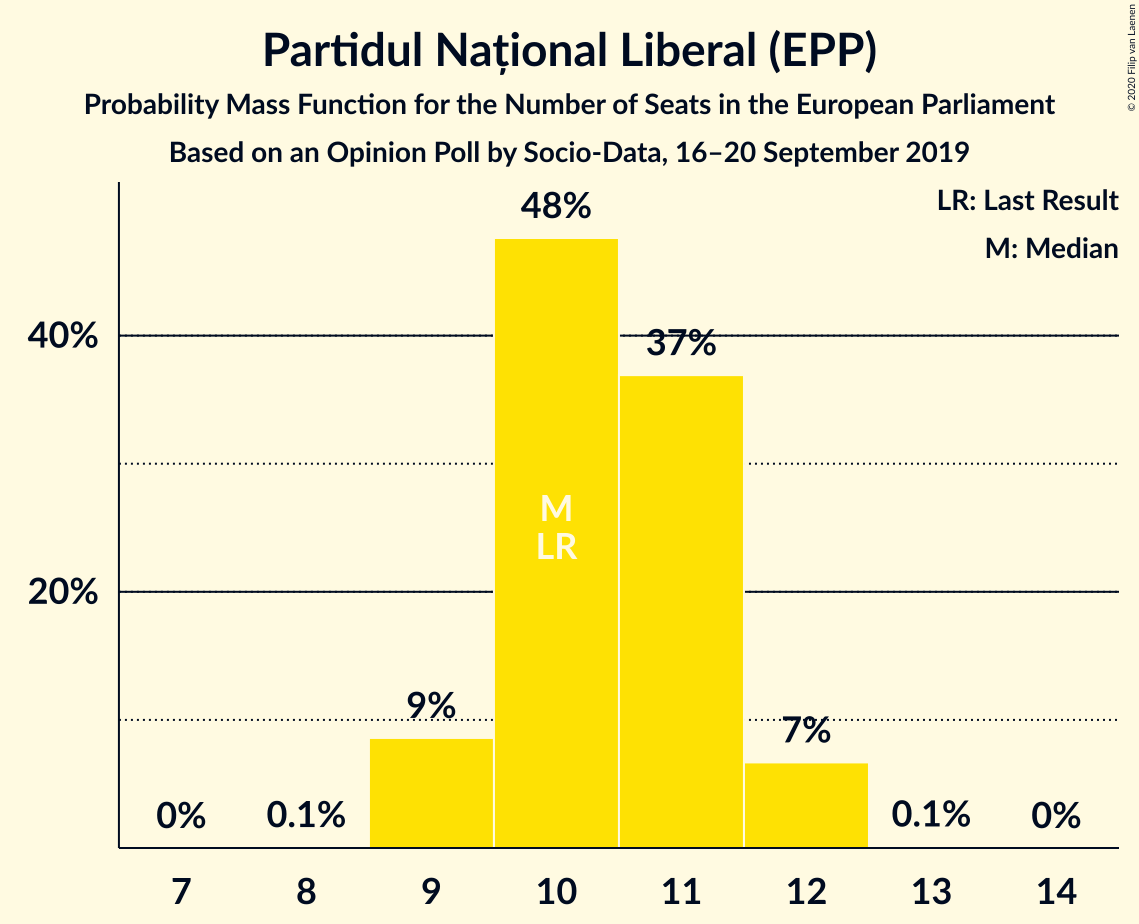 Partidul Național Liberal (EPP)
Probability Mass Function for the Number of Seats in the European Parliament
Based on an Opinion Poll by Socio-Data, 16–20 September 2019
© 2020 Filip van Laenen
LR: Last Result
M: Median
48%
40%
37%
M
LR
20%
9%
7%
0%
0.1%
0.1%
0%
7
8
9
10
11
12
13
14